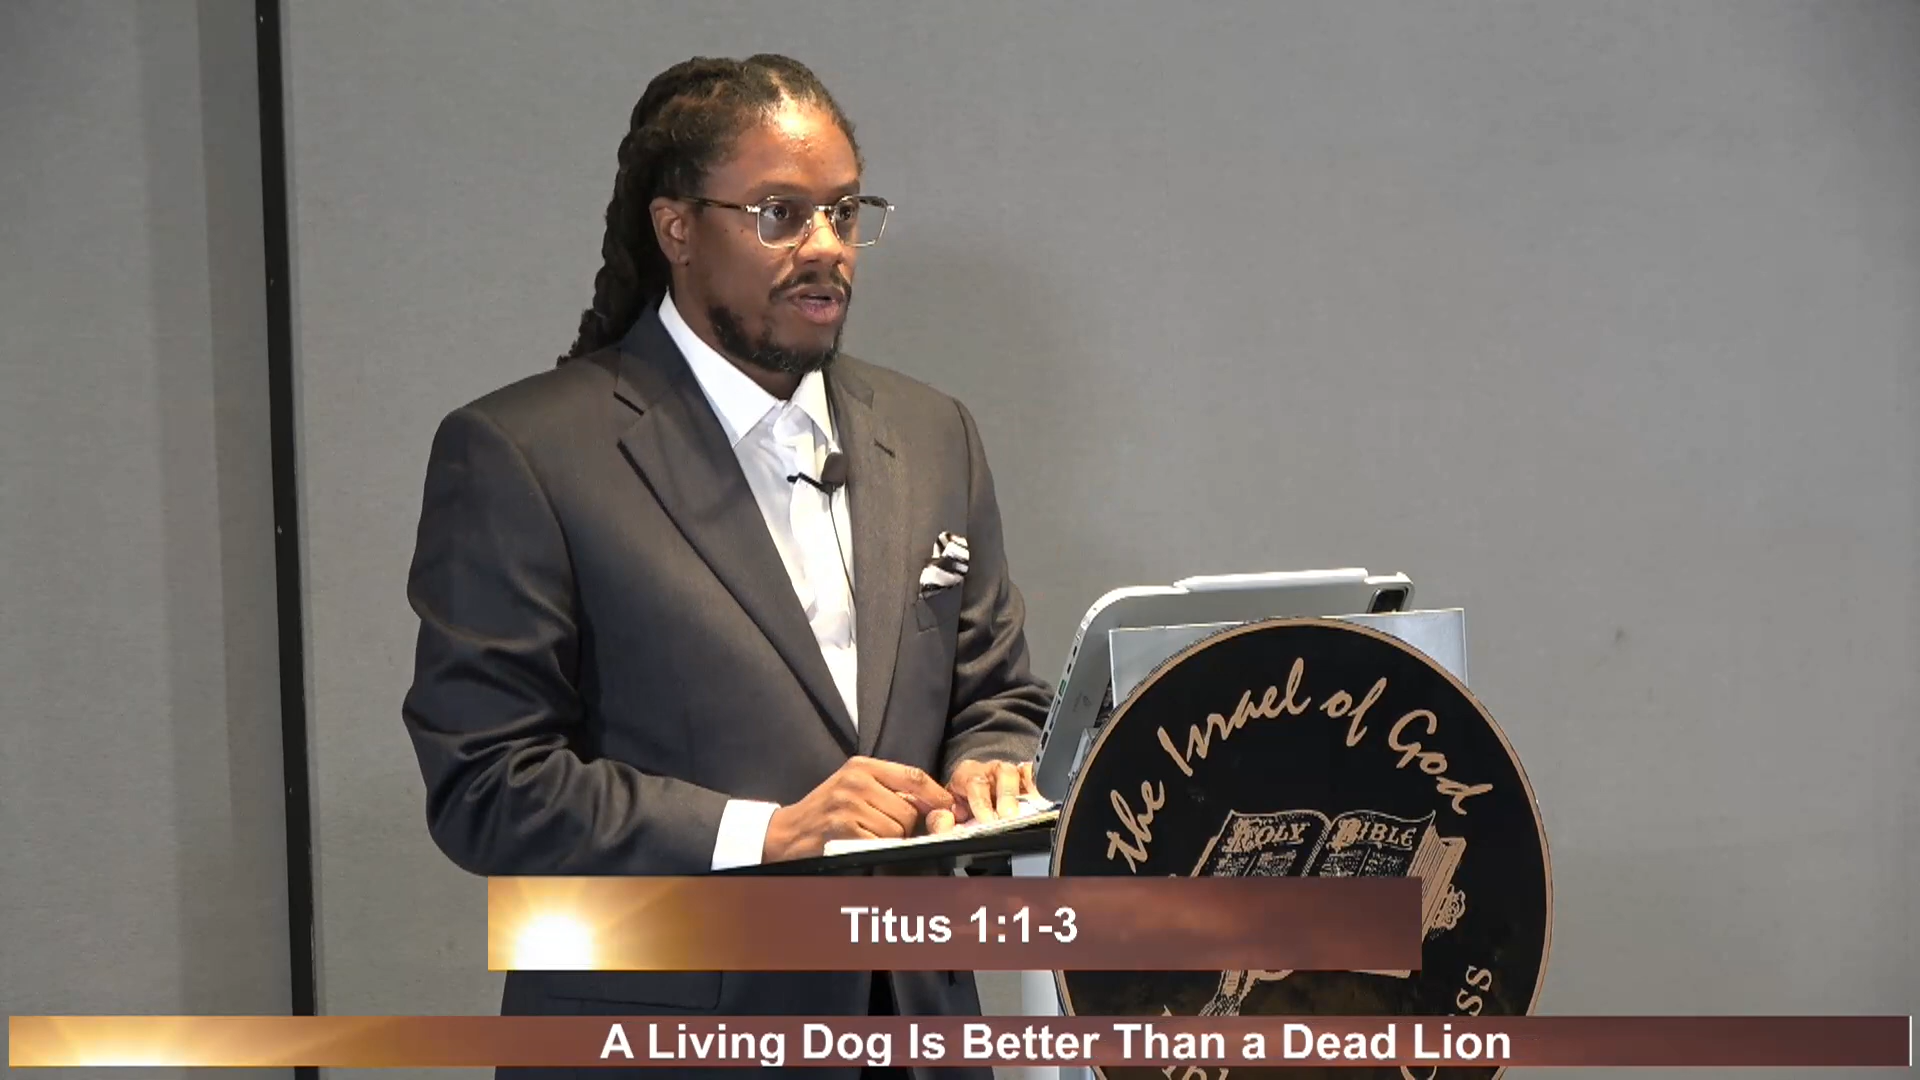 the Israel of God
HOLY BIBLE
Titus 1:1-3
A Living Dog Is Better Than a Dead Lion